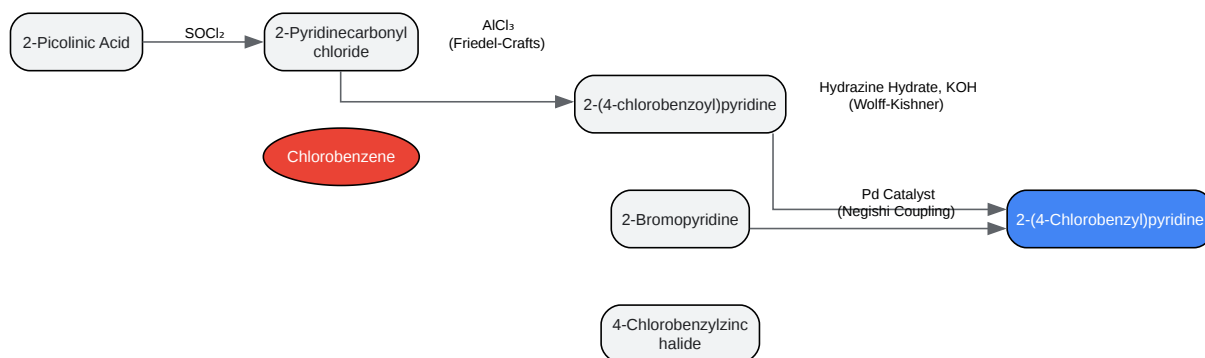 2-Picolinic Acid
SOCl₂
2-Pyridinecarbonyl
chloride
AlCl₃
(Friedel-Crafts)
Chlorobenzene
2-(4-chlorobenzoyl)pyridine
Hydrazine Hydrate, KOH
(Wolff-Kishner)
2-Bromopyridine
Pd Catalyst
(Negishi Coupling)
2-(4-Chlorobenzyl)pyridine
4-Chlorobenzylzinc
halide